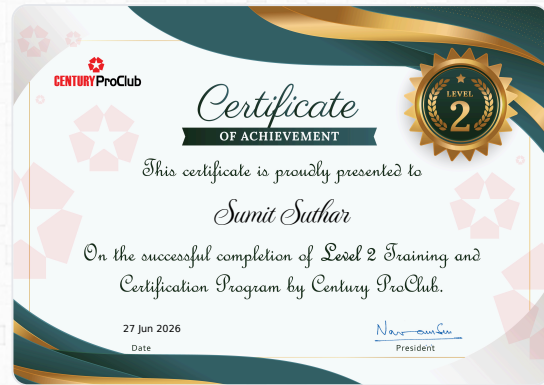 CENTURY ProClub
Certificate
OF ACHIEVEMENT
LEVEL
2
This certificate is proudly presented to
Sumit Suthar
On the successful completion of Level 2 Training and
Certification Program by Century ProClub.
27 Jun 2026
Date
President